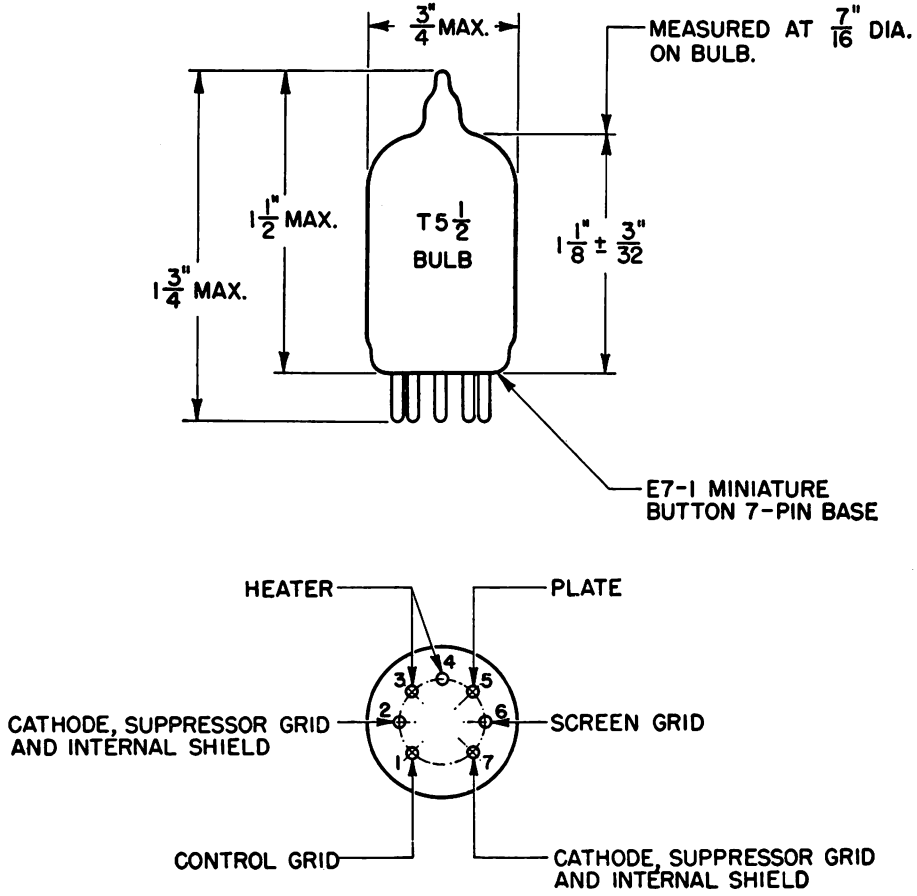 3/4" MAX.
MEASURED AT 7/16" DIA.
ON BULB.
1 1/2" MAX.
T5 1/2
BULB
1 1/8" ± 3/32"
1 3/4" MAX.
E7-1 MINIATURE
BUTTON 7-PIN BASE
HEATER
PLATE
4
3
5
2
6
CATHODE, SUPPRESSOR GRID
AND INTERNAL SHIELD
SCREEN GRID
1
7
CONTROL GRID
CATHODE, SUPPRESSOR GRID
AND INTERNAL SHIELD